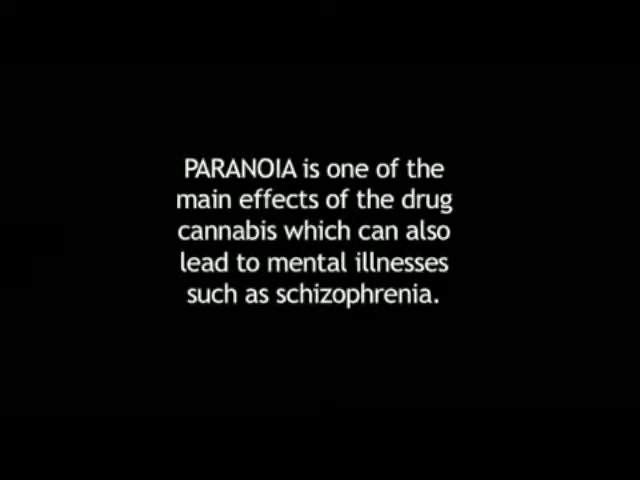 PARANOIA is one of the
main effects of the drug
cannabis which can also
lead to mental illnesses
such as schizophrenia.